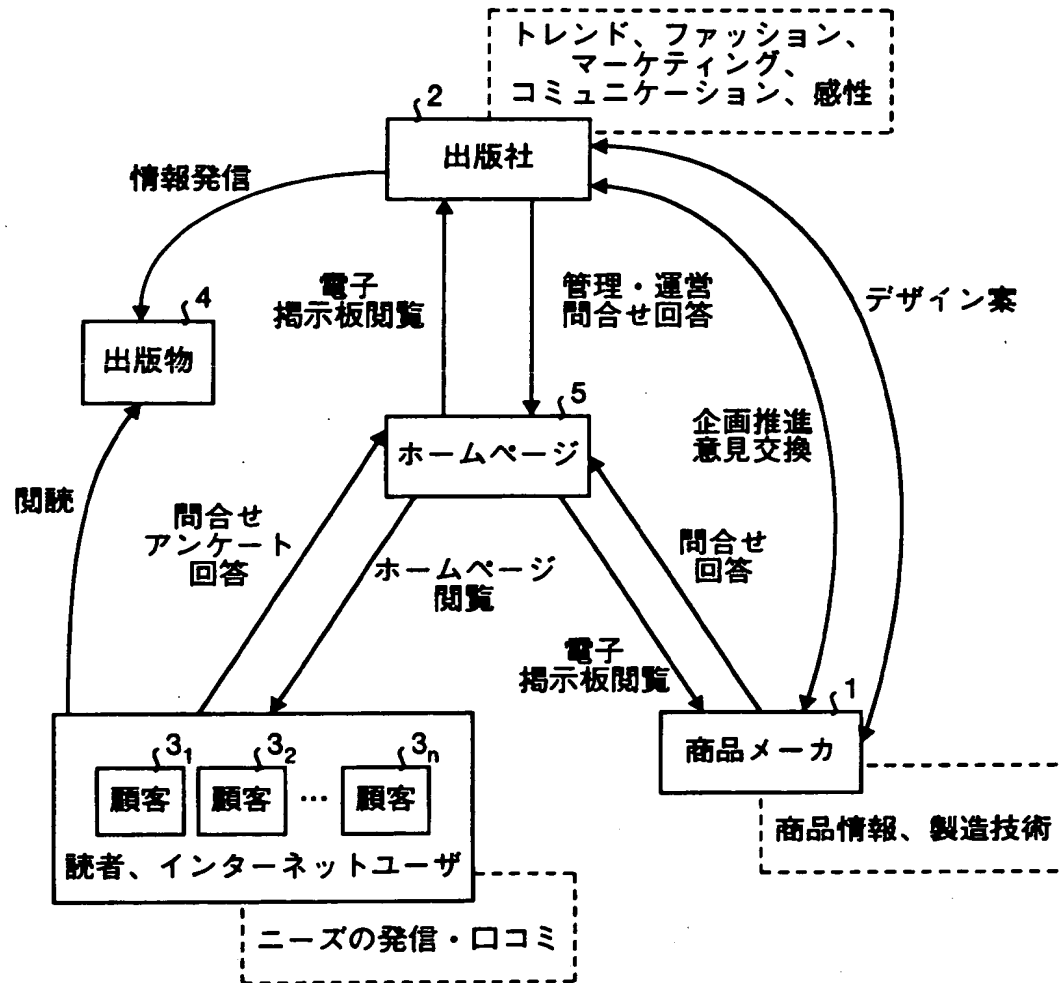 トレンド、ファッション、
マーケティング、
コミュニケーション、感性
2
出版社
情報発信
電子
掲示板閲覧
管理・運営
問合せ回答
デザイン案
4
出版物
5
ホームページ
企画推進
意見交換
閲読
問合せ
アンケート
回答
ホームページ
閲覧
問合せ
回答
電子
掲示板閲覧
1
商品メーカ
3₁
3₂
3ₙ
顧客
顧客
…
顧客
読者、インターネットユーザ
商品情報、製造技術
ニーズの発信・口コミ